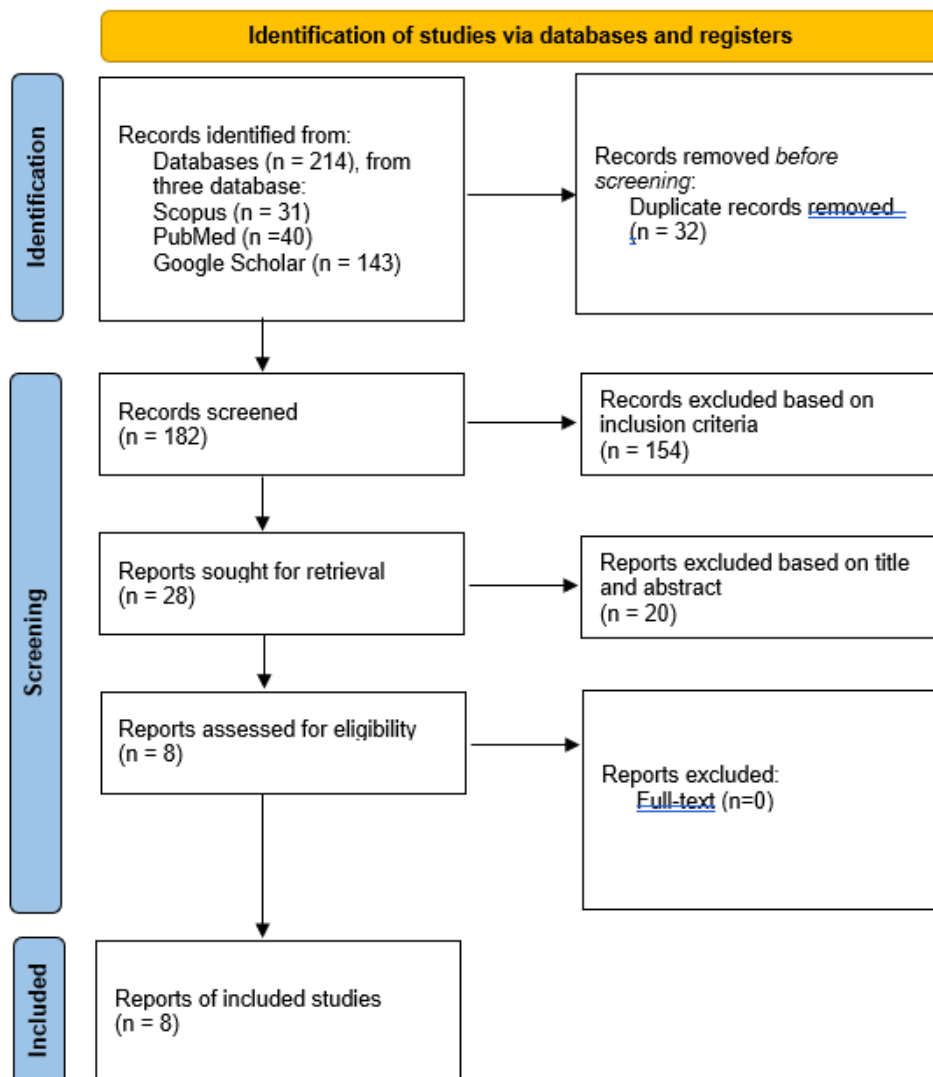 Identification of studies via databases and registers
Identification
Records identified from:
Databases (n = 214), from
three database:
Scopus (n = 31)
PubMed (n =40)
Google Scholar (n = 143)
Records removed before
screening:
Duplicate records removed
(n = 32)
Screening
Records screened
(n = 182)
Records excluded based on
inclusion criteria
(n = 154)
Reports sought for retrieval
(n = 28)
Reports excluded based on title
and abstract
(n = 20)
Reports assessed for eligibility
(n = 8)
Reports excluded:
Full-text (n=0)
Included
Reports of included studies
(n = 8)